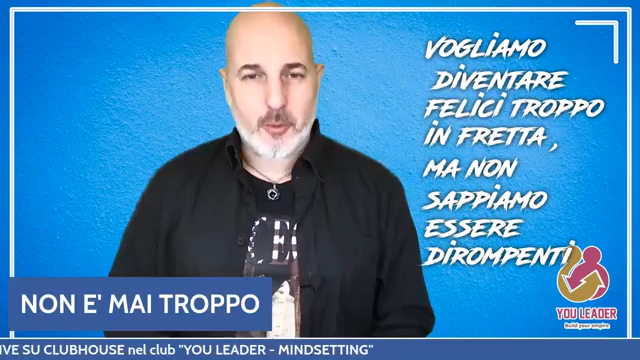 VOGLIAMO
DIVENTARE
FELICI TROPPO
IN FRETTA,
MA NON
SAPPIAMO
ESSERE
DIROMPENTI
YOU LEADER
Build your empire
NON E' MAI TROPPO
IVE SU CLUBHOUSE nel club "YOU LEADER - MINDSETTING"